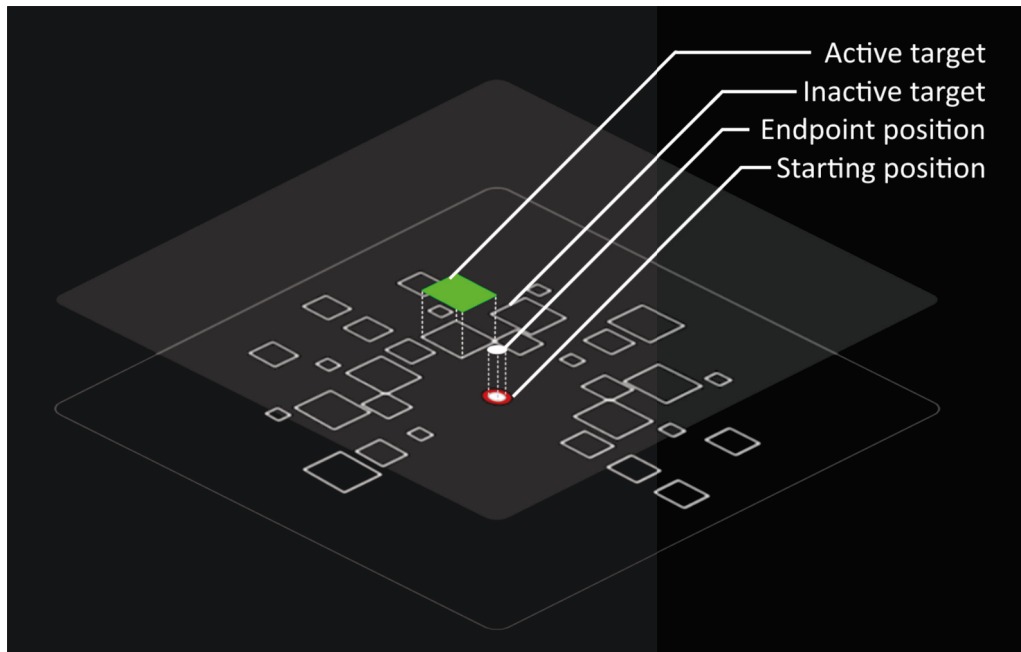 Active target
Inactive target
Endpoint position
Starting position